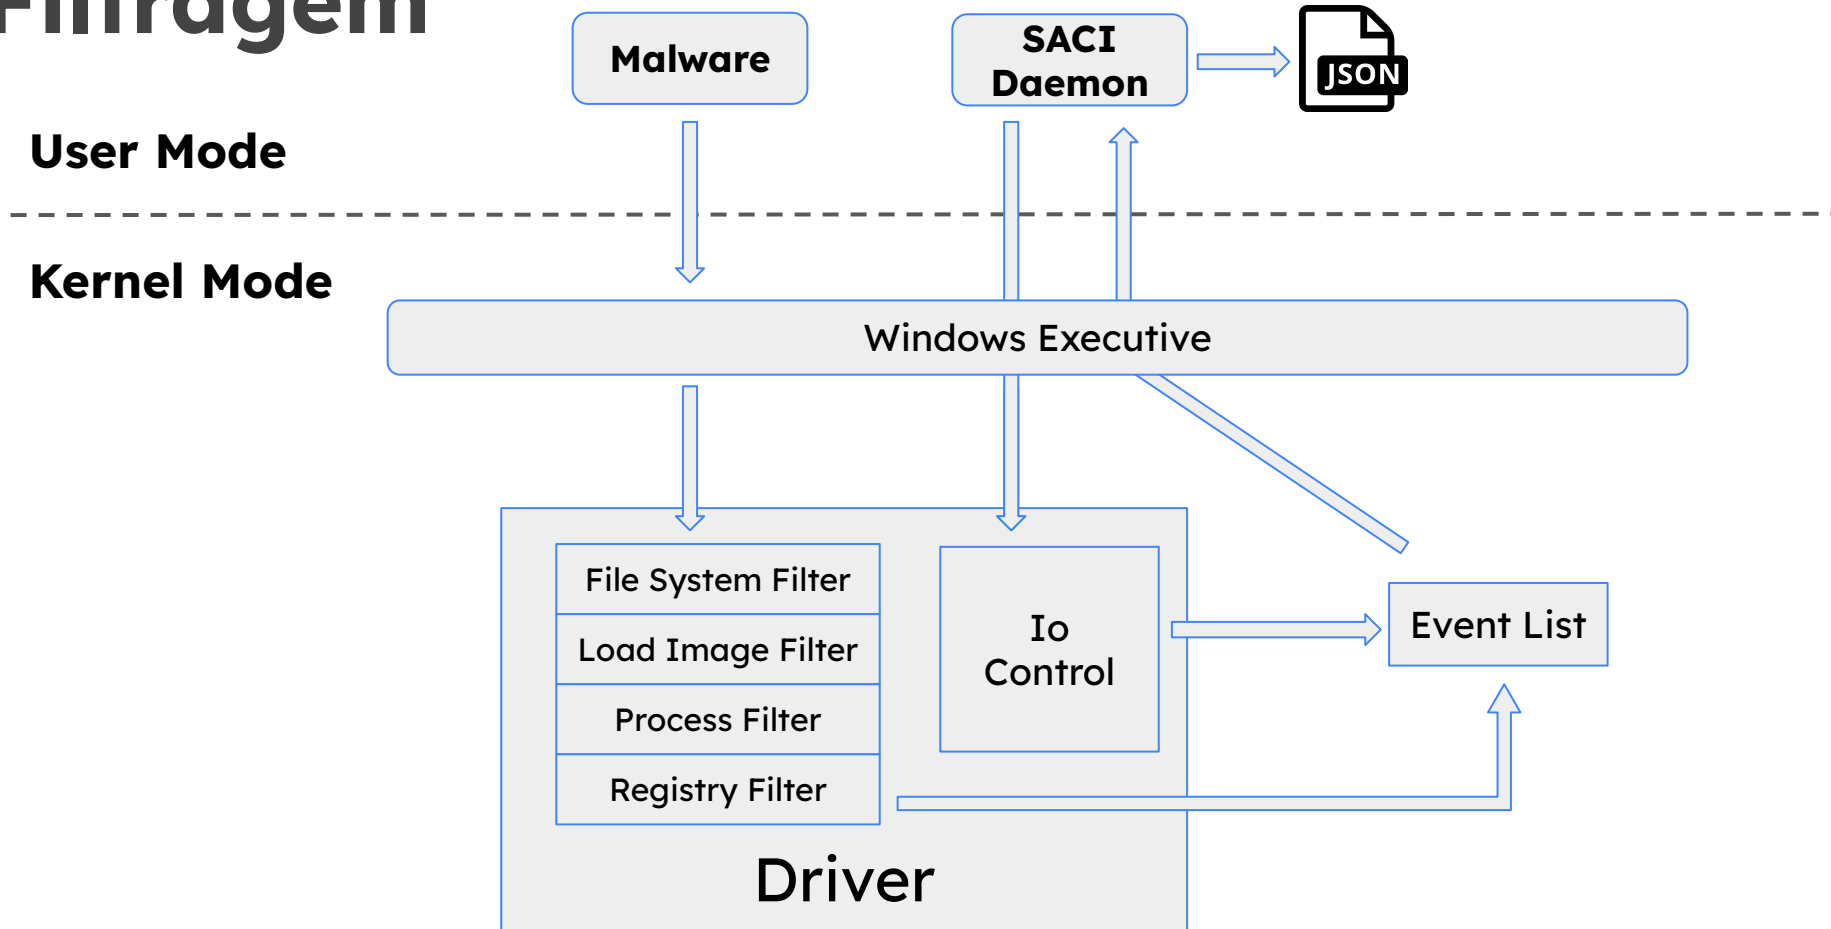 Filtragem
Malware
SACI
Daemon
JSON
User Mode
Kernel Mode
Windows Executive
File System Filter
Load Image Filter
Process Filter
Registry Filter
Io
Control
Event List
Driver